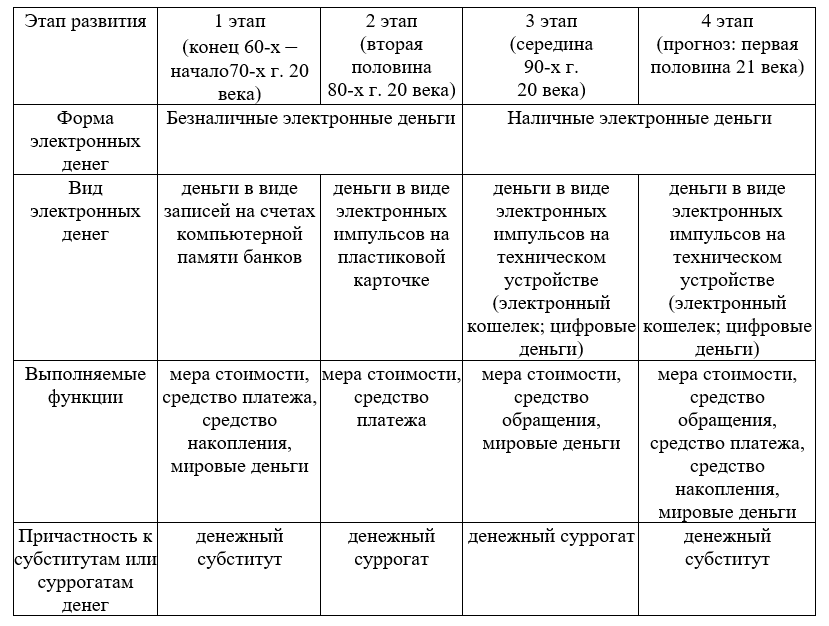 Этап развития
1 этап
(конец 60-х –
начало70-х г. 20
века)
2 этап
(вторая
половина
80-х г. 20 века)
3 этап
(середина
90-х г.
20 века)
4 этап
(прогноз: первая
половина 21 века)
Форма
электронных
денег
Безналичные электронные деньги
Наличные электронные деньги
Вид
электронных
денег
деньги в виде
записей на счетах
компьютерной
памяти банков
деньги в виде
электронных
импульсов на
пластиковой
карточке
деньги в виде
электронных
импульсов на
техническом
устройстве
(электронный
кошелек; цифровые
деньги)
деньги в виде
электронных
импульсов на
техническом
устройстве
(электронный
кошелек; цифровые
деньги)
Выполняемые
функции
мера стоимости,
средство платежа,
средство
накопления,
мировые деньги
мера стоимости,
средство
платежа
мера стоимости,
средство
обращения,
мировые деньги
мера стоимости,
средство
обращения,
средство платежа,
средство
накопления,
мировые деньги
Причастность к
субститутам или
суррогатам
денег
денежный
субститут
денежный
суррогат
денежный суррогат
денежный
субститут